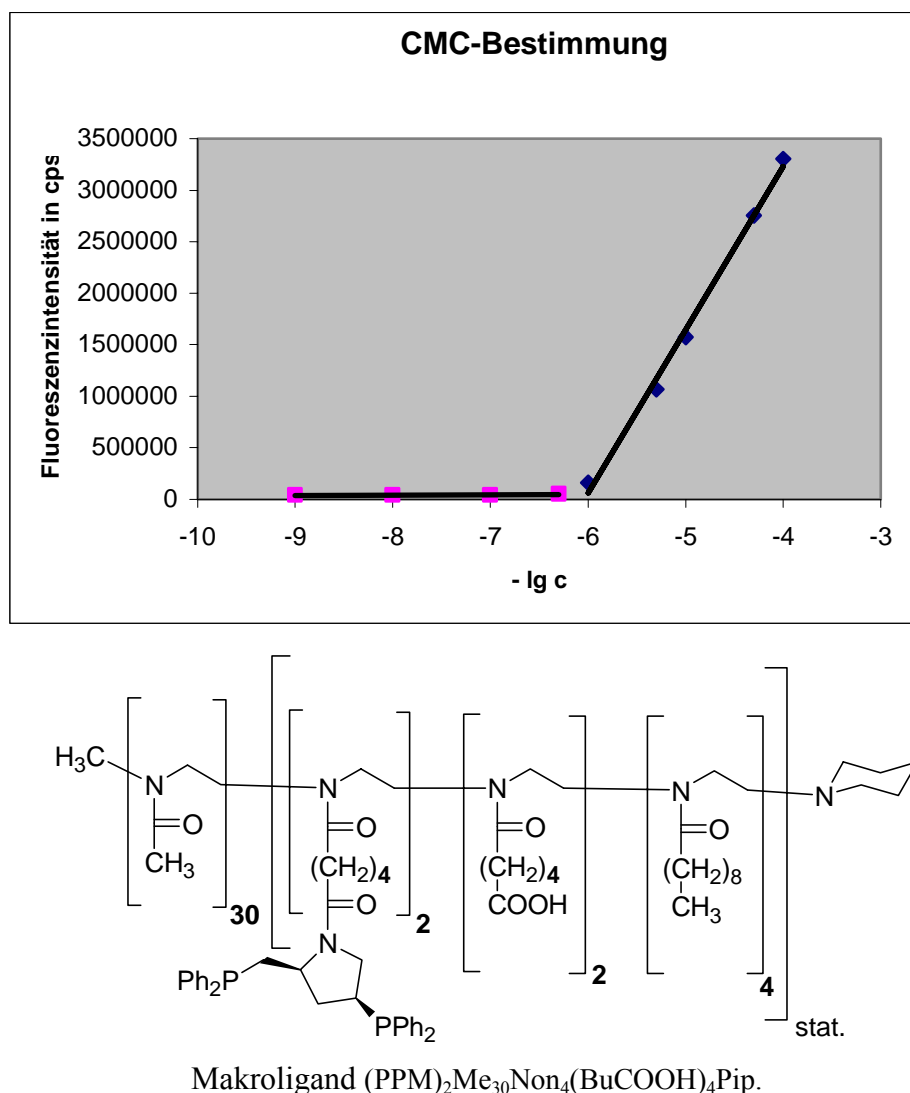 CMC-Bestimmung
Fluoreszenzintensität in cps
3500000
3000000
2500000
2000000
1500000
1000000
500000
0
-10 -9 -8 -7 -6 -5 -4 -3
- lg c
H₃C
N N N N N
O O O O
CH₃ (CH₂)₄ (CH₂)₄ (CH₂)₈
O COOH CH₃
30 2
N
2 4
Ph₂P
PPh₂
stat.
Makroligand (PPM)₂Me₃₀Non₄(BuCOOH)₄Pip.